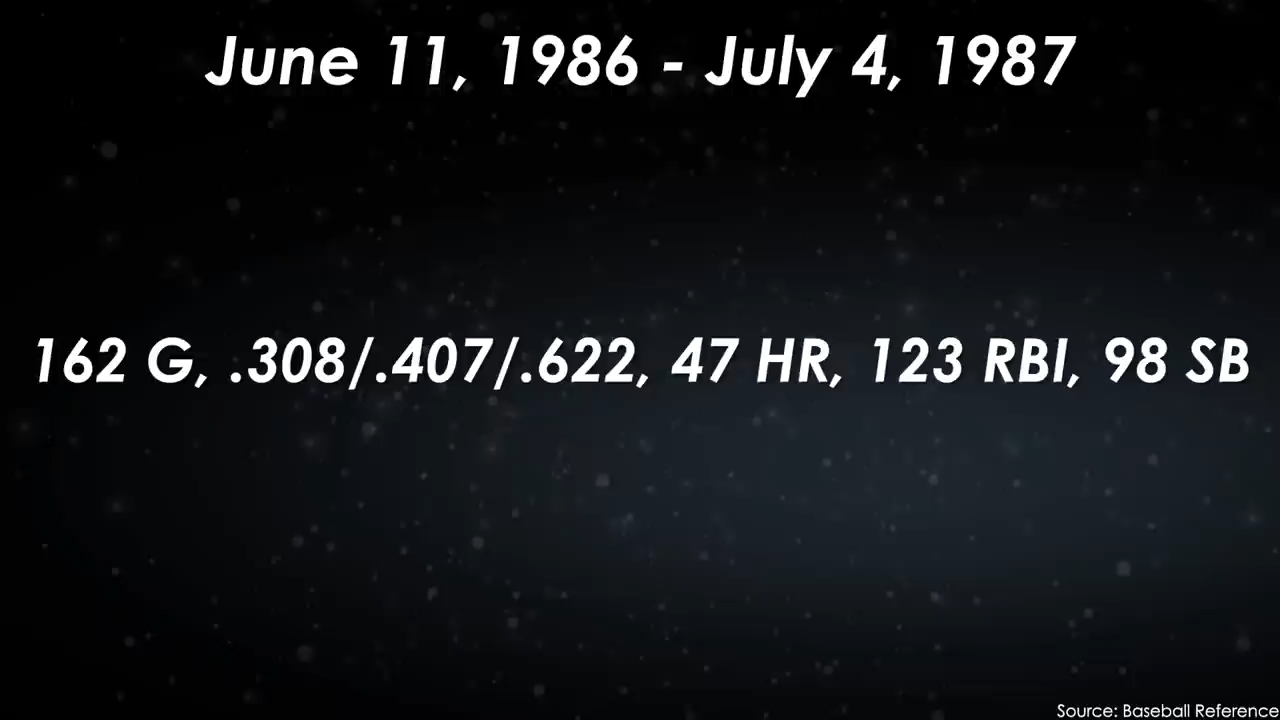 June 11, 1986 - July 4, 1987
162 G, .308/.407/.622, 47 HR, 123 RBI, 98 SB
Source: Baseball Reference